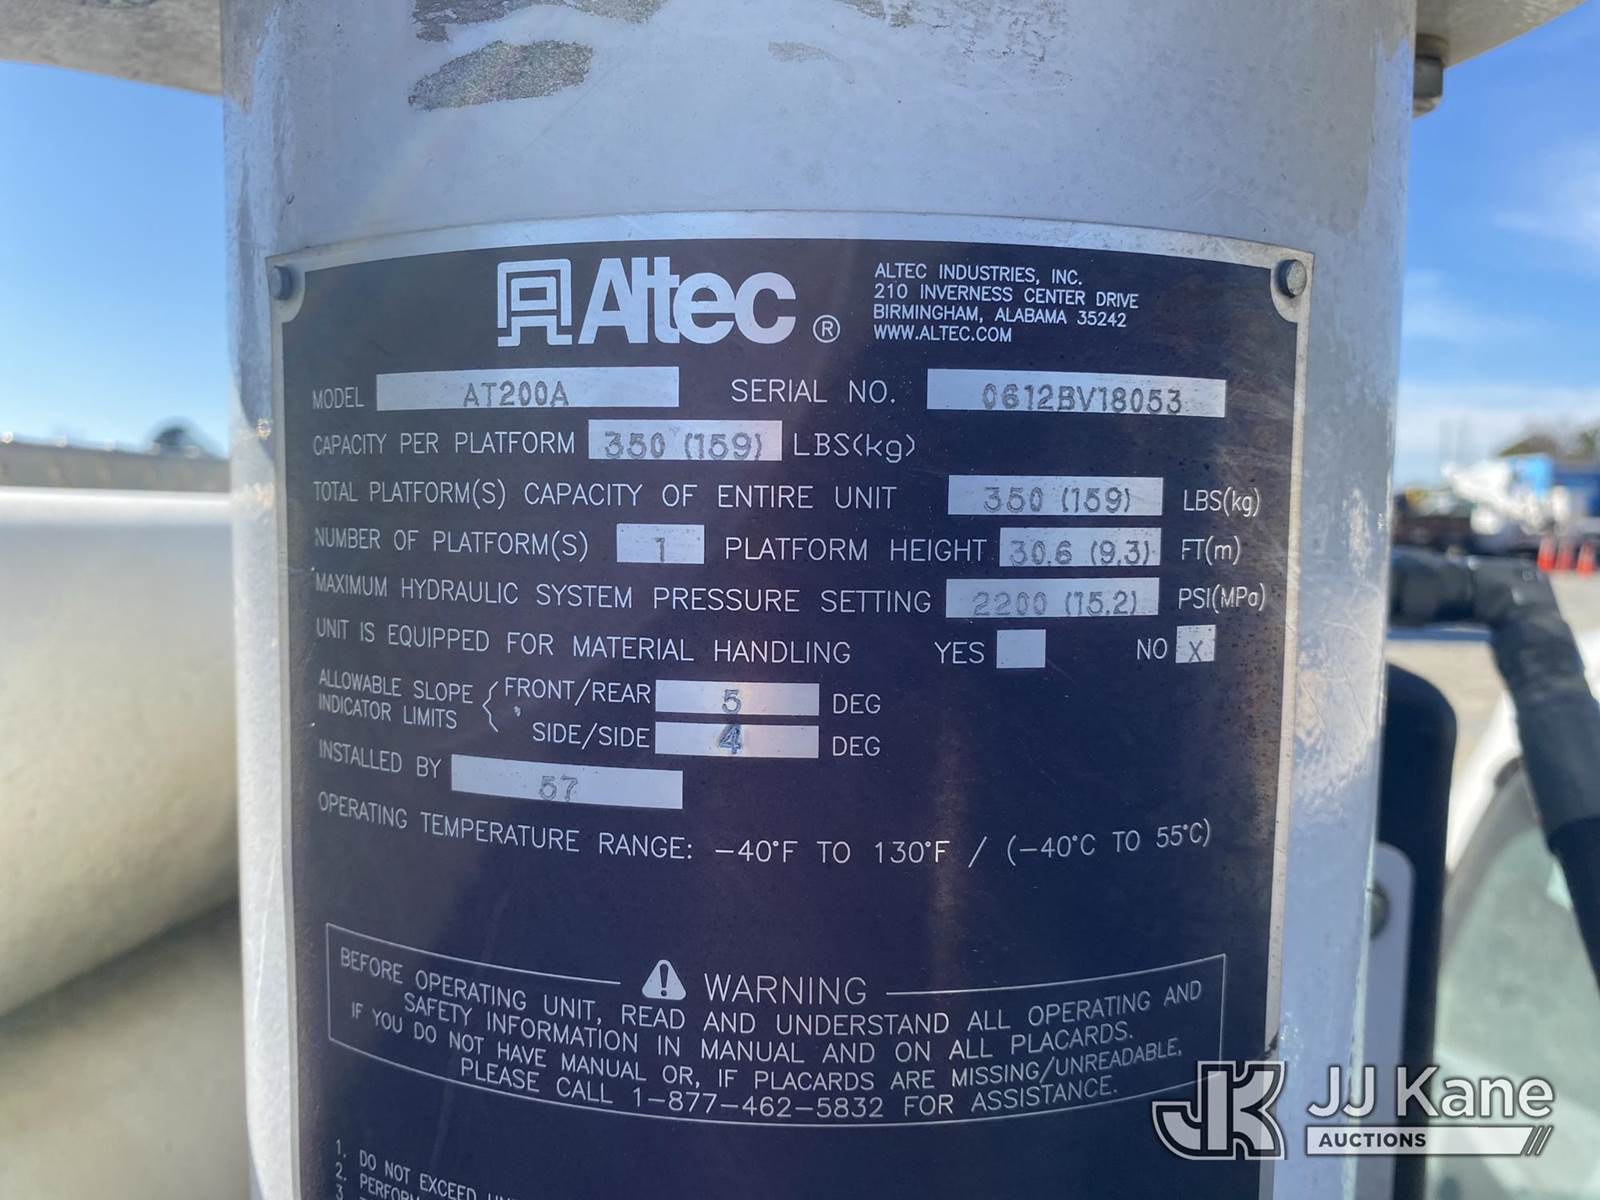 Altec ®
ALTEC INDUSTRIES, INC.
210 INVERNESS CENTER DRIVE
BIRMINGHAM, ALABAMA 35242
WWW.ALTEC.COM
MODEL AT200A SERIAL NO. 0612BV18053
CAPACITY PER PLATFORM 350 (159) LBS(kg)
TOTAL PLATFORM(S) CAPACITY OF ENTIRE UNIT 350 (159) LBS(kg)
NUMBER OF PLATFORM(S) 1 PLATFORM HEIGHT 30.6 (9.3) FT(m)
MAXIMUM HYDRAULIC SYSTEM PRESSURE SETTING 2200 (15.2) PSI(MPa)
UNIT IS EQUIPPED FOR MATERIAL HANDLING YES NO X
ALLOWABLE SLOPE
INDICATOR LIMITS
FRONT/REAR 5 DEG
SIDE/SIDE 4 DEG
INSTALLED BY 57
OPERATING TEMPERATURE RANGE: -40°F TO 130°F / (-40°C TO 55°C)
WARNING
BEFORE OPERATING UNIT, READ AND UNDERSTAND ALL OPERATING AND
SAFETY INFORMATION IN MANUAL AND ON ALL PLACARDS.
IF YOU DO NOT HAVE MANUAL OR, IF PLACARDS ARE MISSING/UNREADABLE,
PLEASE CALL 1-877-462-5832 FOR ASSISTANCE.
1. DO NOT EXCEED
2. PERFORM
3.
JK JJ Kane
AUCTIONS